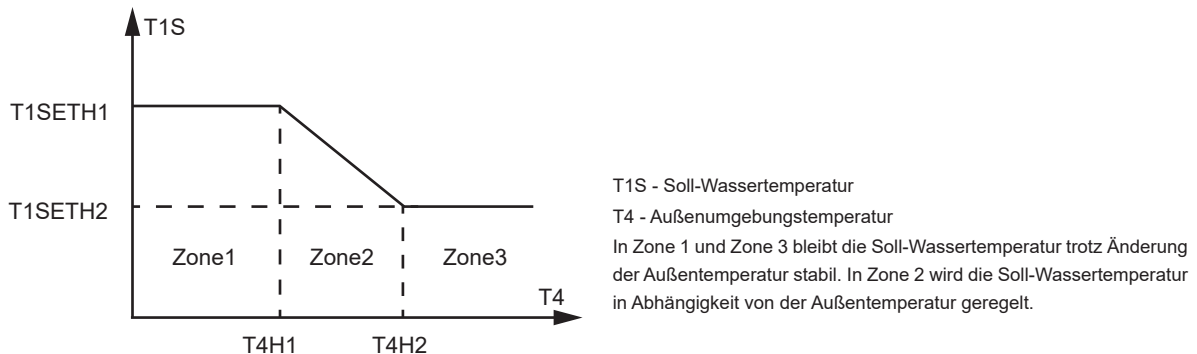 T1S
T1SETH1
T1SETH2
Zone1 Zone2 Zone3
T4
T4H1 T4H2
T1S - Soll-Wassertemperatur
T4 - Außenumgebungstemperatur
In Zone 1 und Zone 3 bleibt die Soll-Wassertemperatur trotz Änderung
der Außentemperatur stabil. In Zone 2 wird die Soll-Wassertemperatur
in Abhängigkeit von der Außentemperatur geregelt.